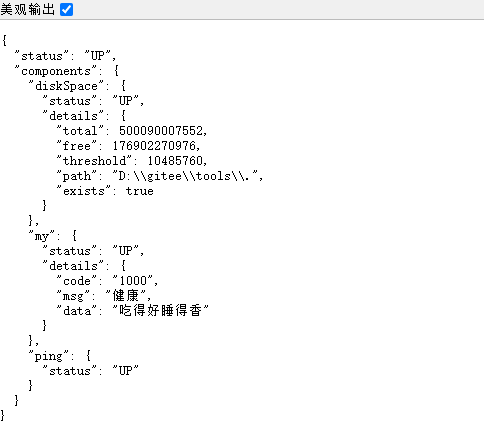 美观输出
{
  "status": "UP",
  "components": {
    "diskSpace": {
      "status": "UP",
      "details": {
        "total": 500090007552,
        "free": 176902270976,
        "threshold": 10485760,
        "path": "D:\\gitee\\tools\\.",
        "exists": true
      }
    },
    "my": {
      "status": "UP",
      "details": {
        "code": "1000",
        "msg": "健康",
        "data": "吃得好睡得香"
      }
    },
    "ping": {
      "status": "UP"
    }
  }
}